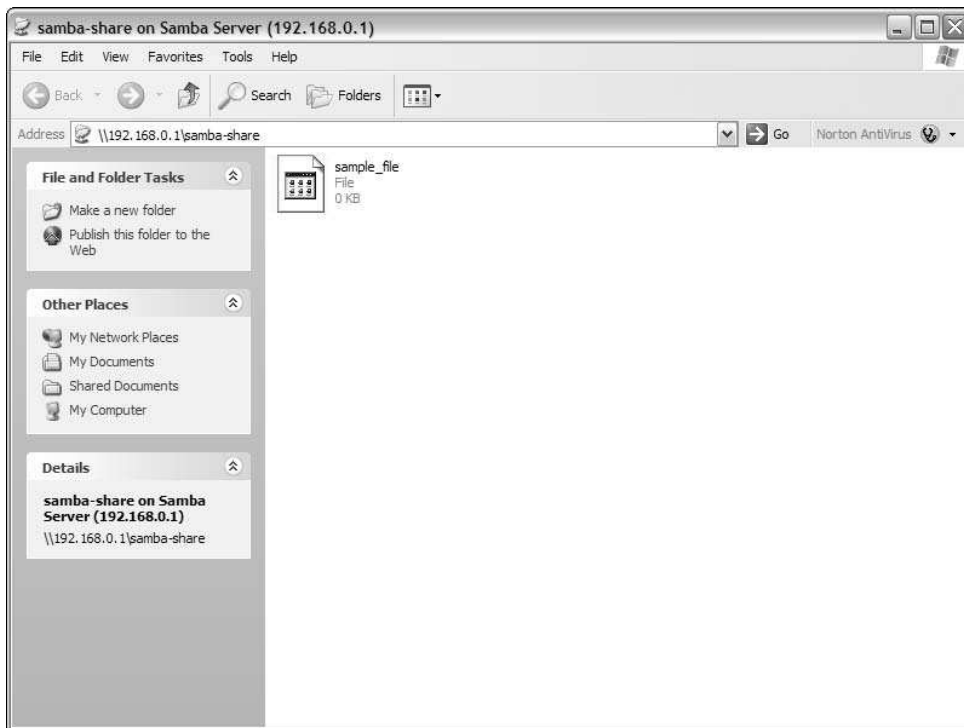 samba-share on Samba Server (192.168.0.1)
File Edit View Favorites Tools Help
Back Search Folders
Address \\192.168.0.1\samba-share Go Norton AntiVirus
File and Folder Tasks
Make a new folder
Publish this folder to the
Web
Other Places
My Network Places
My Documents
Shared Documents
My Computer
Details
samba-share on Samba
Server (192.168.0.1)
\\192.168.0.1\samba-share
sample_file
File
0 KB